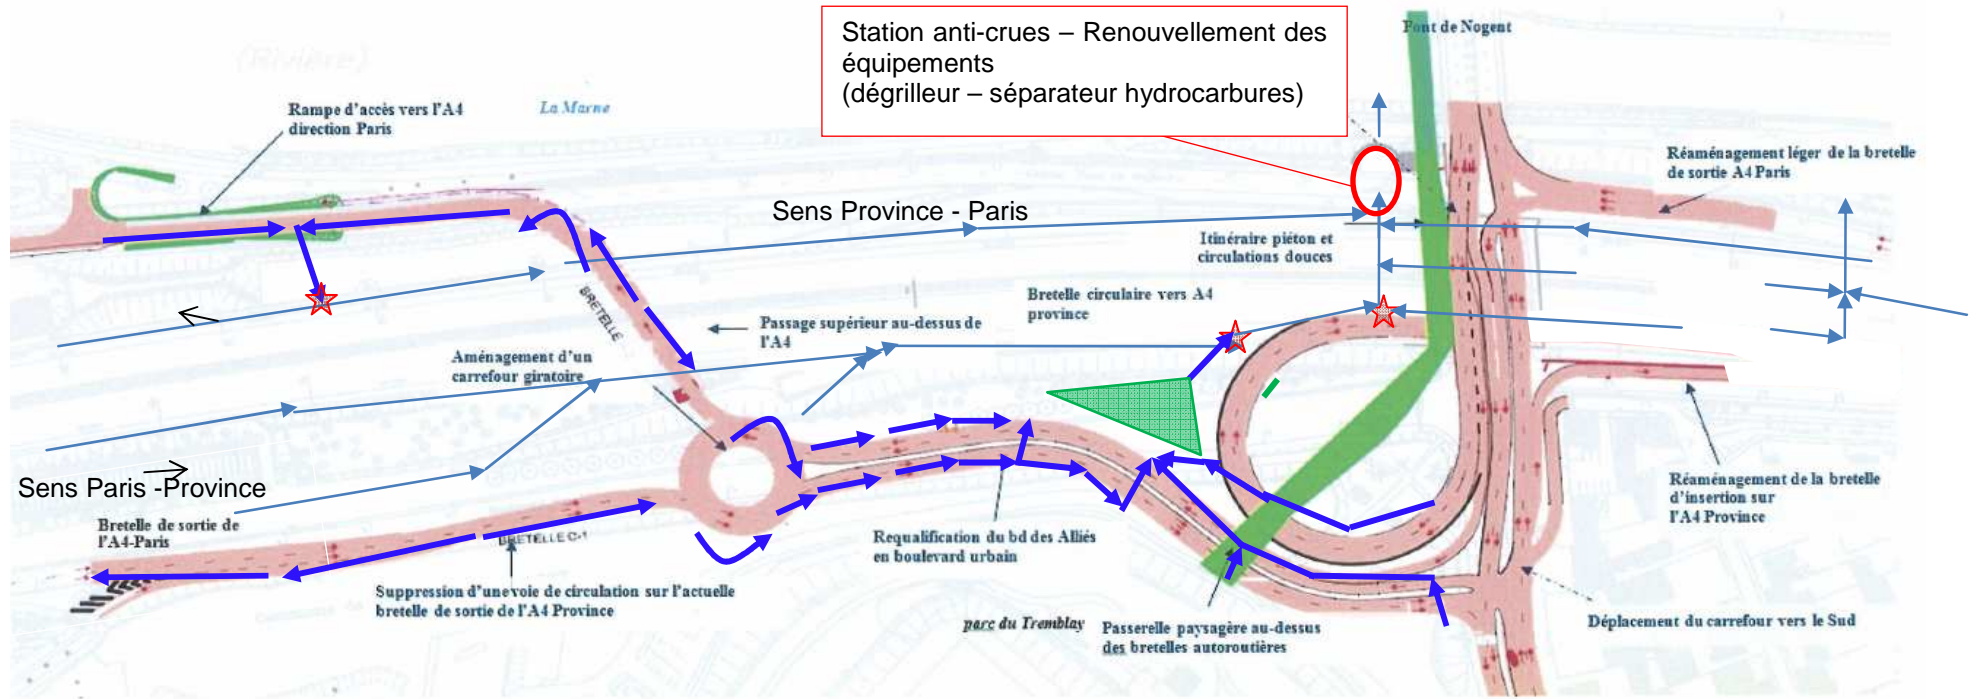 Station anti-crues – Renouvellement des
équipements
(dégrilleur – séparateur hydrocarbures)
Pont de Nogent
(Rivière)
La Marne
Rampe d'accès vers l'A4
direction Paris
Réaménagement léger de la bretelle
de sortie A4 Paris
Sens Province - Paris
Itinéraire piéton et
circulations douces
BRETELLE
Bretelle circulaire vers A4
province
Passage supérieur au-dessus de
l'A4
Aménagement d'un
carrefour giratoire
Sens Paris -Province
Bretelle de sortie de
l'A4-Paris
BRETELLE C-1
Réaménagement de la bretelle
d'insertion sur
l'A4 Province
Requalification du bd des Alliés
en boulevard urbain
Suppression d'une voie de circulation sur l'actuelle
bretelle de sortie de l'A4 Province
parc du Tremblay
Passerelle paysagère au-dessus
des bretelles autoroutières
Déplacement du carrefour vers le Sud